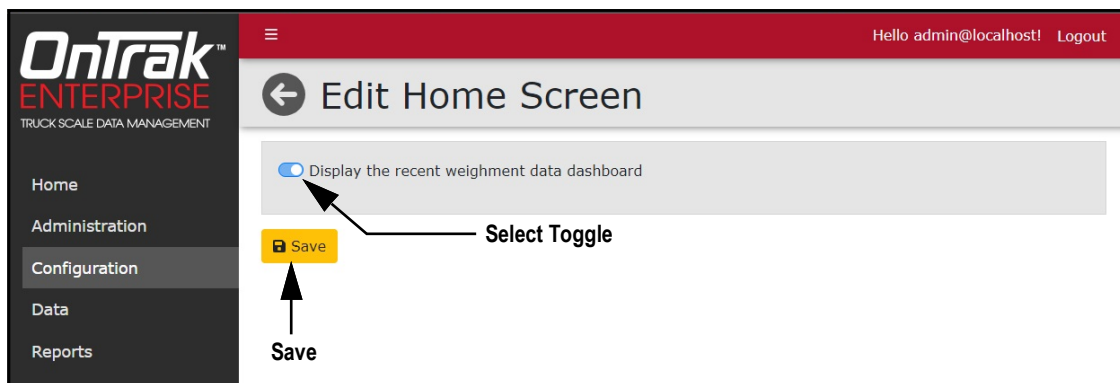 OnTrak™
ENTERPRISE
TRUCK SCALE DATA MANAGEMENT
Hello admin@localhost! Logout
Edit Home Screen
Home
Administration
Configuration
Data
Reports
Display the recent weighment data dashboard
Select Toggle
Save
Save